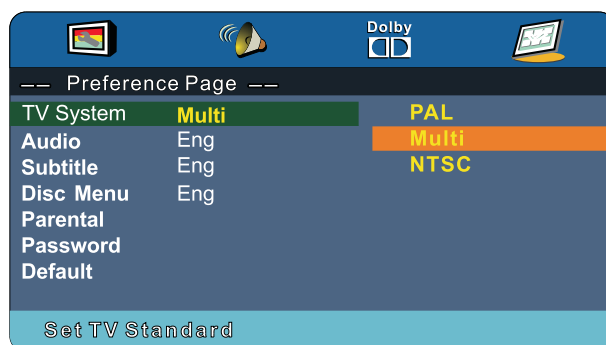 Dolby
-- Preference Page --
TV System Multi PAL
Audio Eng Multi
Subtitle Eng NTSC
Disc Menu Eng
Parental
Password
Default
Set TV Standard